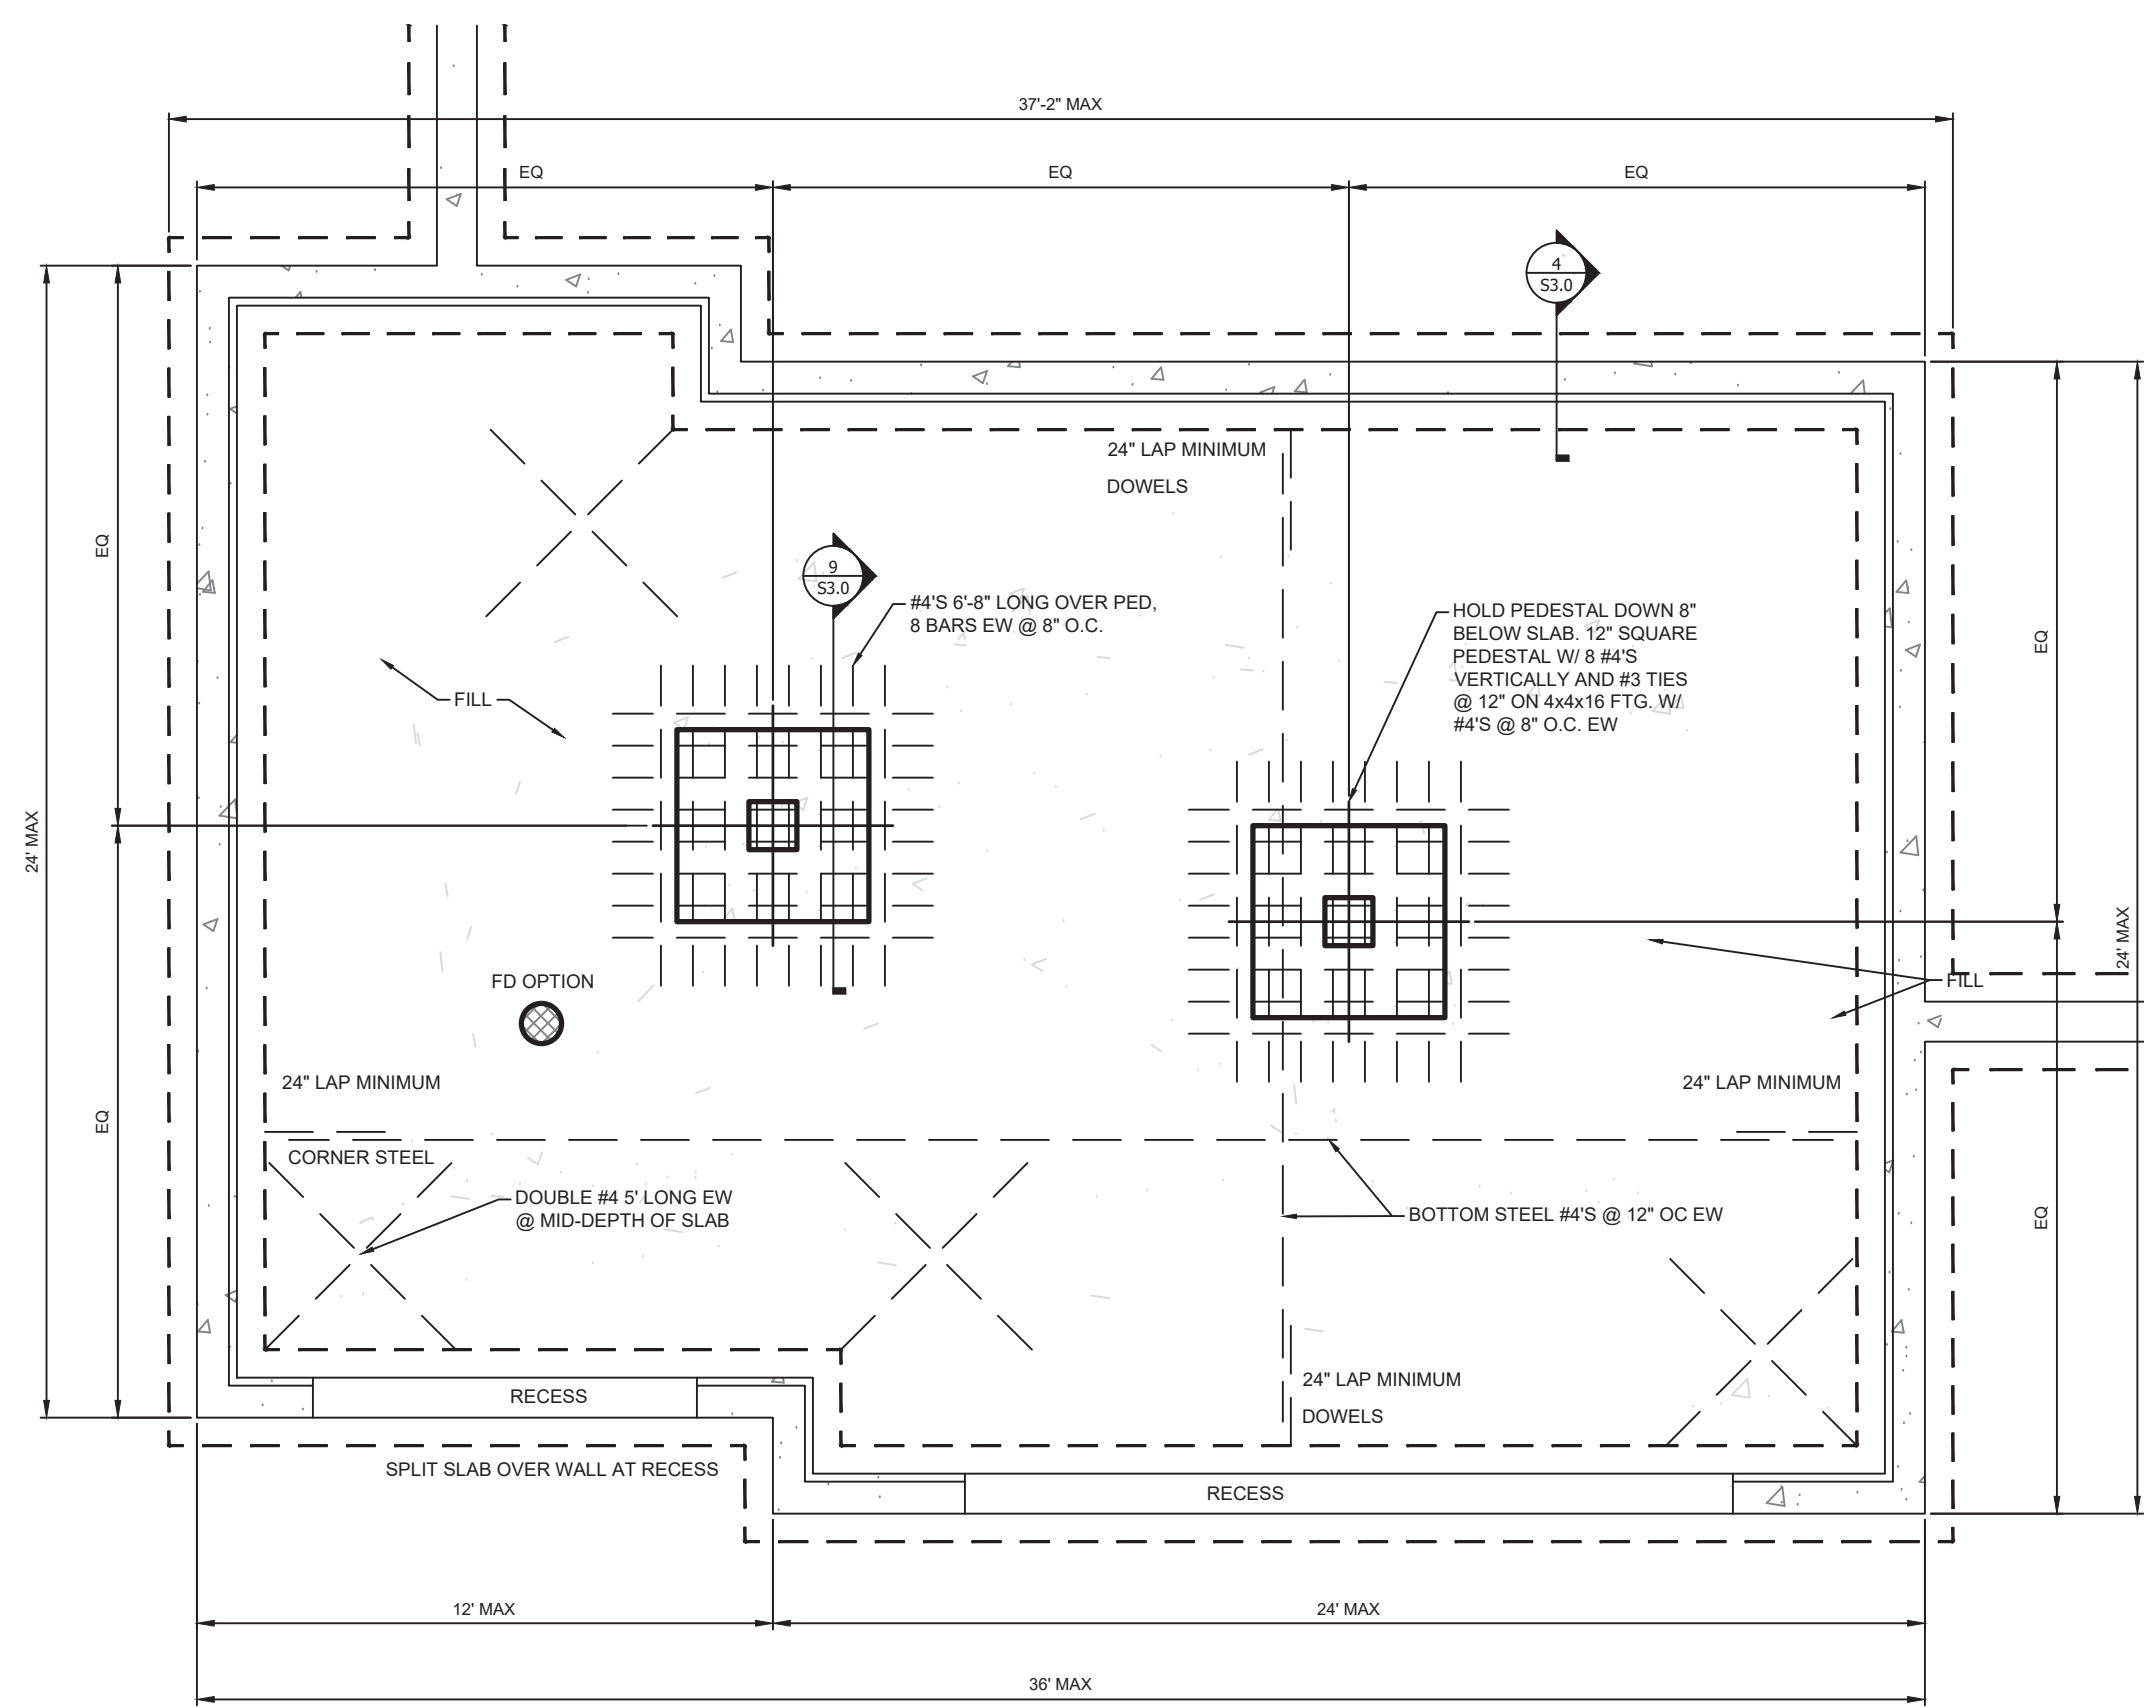 37'-2" MAX
EQ
EQ
EQ
4
S3.0
24" LAP MINIMUM
DOWELS
EQ
9
S3.0
#4'S 6'-8" LONG OVER PED,
8 BARS EW @ 8" O.C.
HOLD PEDESTAL DOWN 8"
BELOW SLAB. 12" SQUARE
PEDESTAL W/ 8 #4'S
VERTICALLY AND #3 TIES
@ 12" ON 4x4x16 FTG. W/
#4'S @ 8" O.C. EW
EQ
FILL
24' MAX
24' MAX
FD OPTION
FILL
24" LAP MINIMUM
24" LAP MINIMUM
EQ
CORNER STEEL
DOUBLE #4 5' LONG EW
@ MID-DEPTH OF SLAB
BOTTOM STEEL #4'S @ 12" OC EW
EQ
24" LAP MINIMUM
DOWELS
RECESS
SPLIT SLAB OVER WALL AT RECESS
RECESS
12' MAX
24' MAX
36' MAX